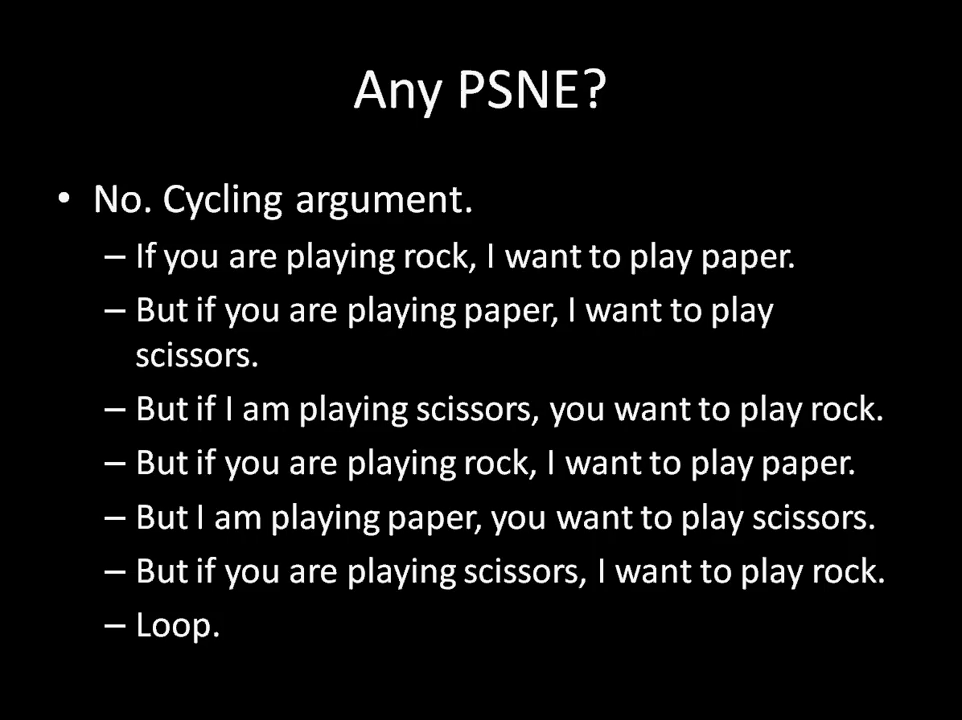 Any PSNE?
• No. Cycling argument.
– If you are playing rock, I want to play paper.
– But if you are playing paper, I want to play
scissors.
– But if I am playing scissors, you want to play rock.
– But if you are playing rock, I want to play paper.
– But I am playing paper, you want to play scissors.
– But if you are playing scissors, I want to play rock.
– Loop.